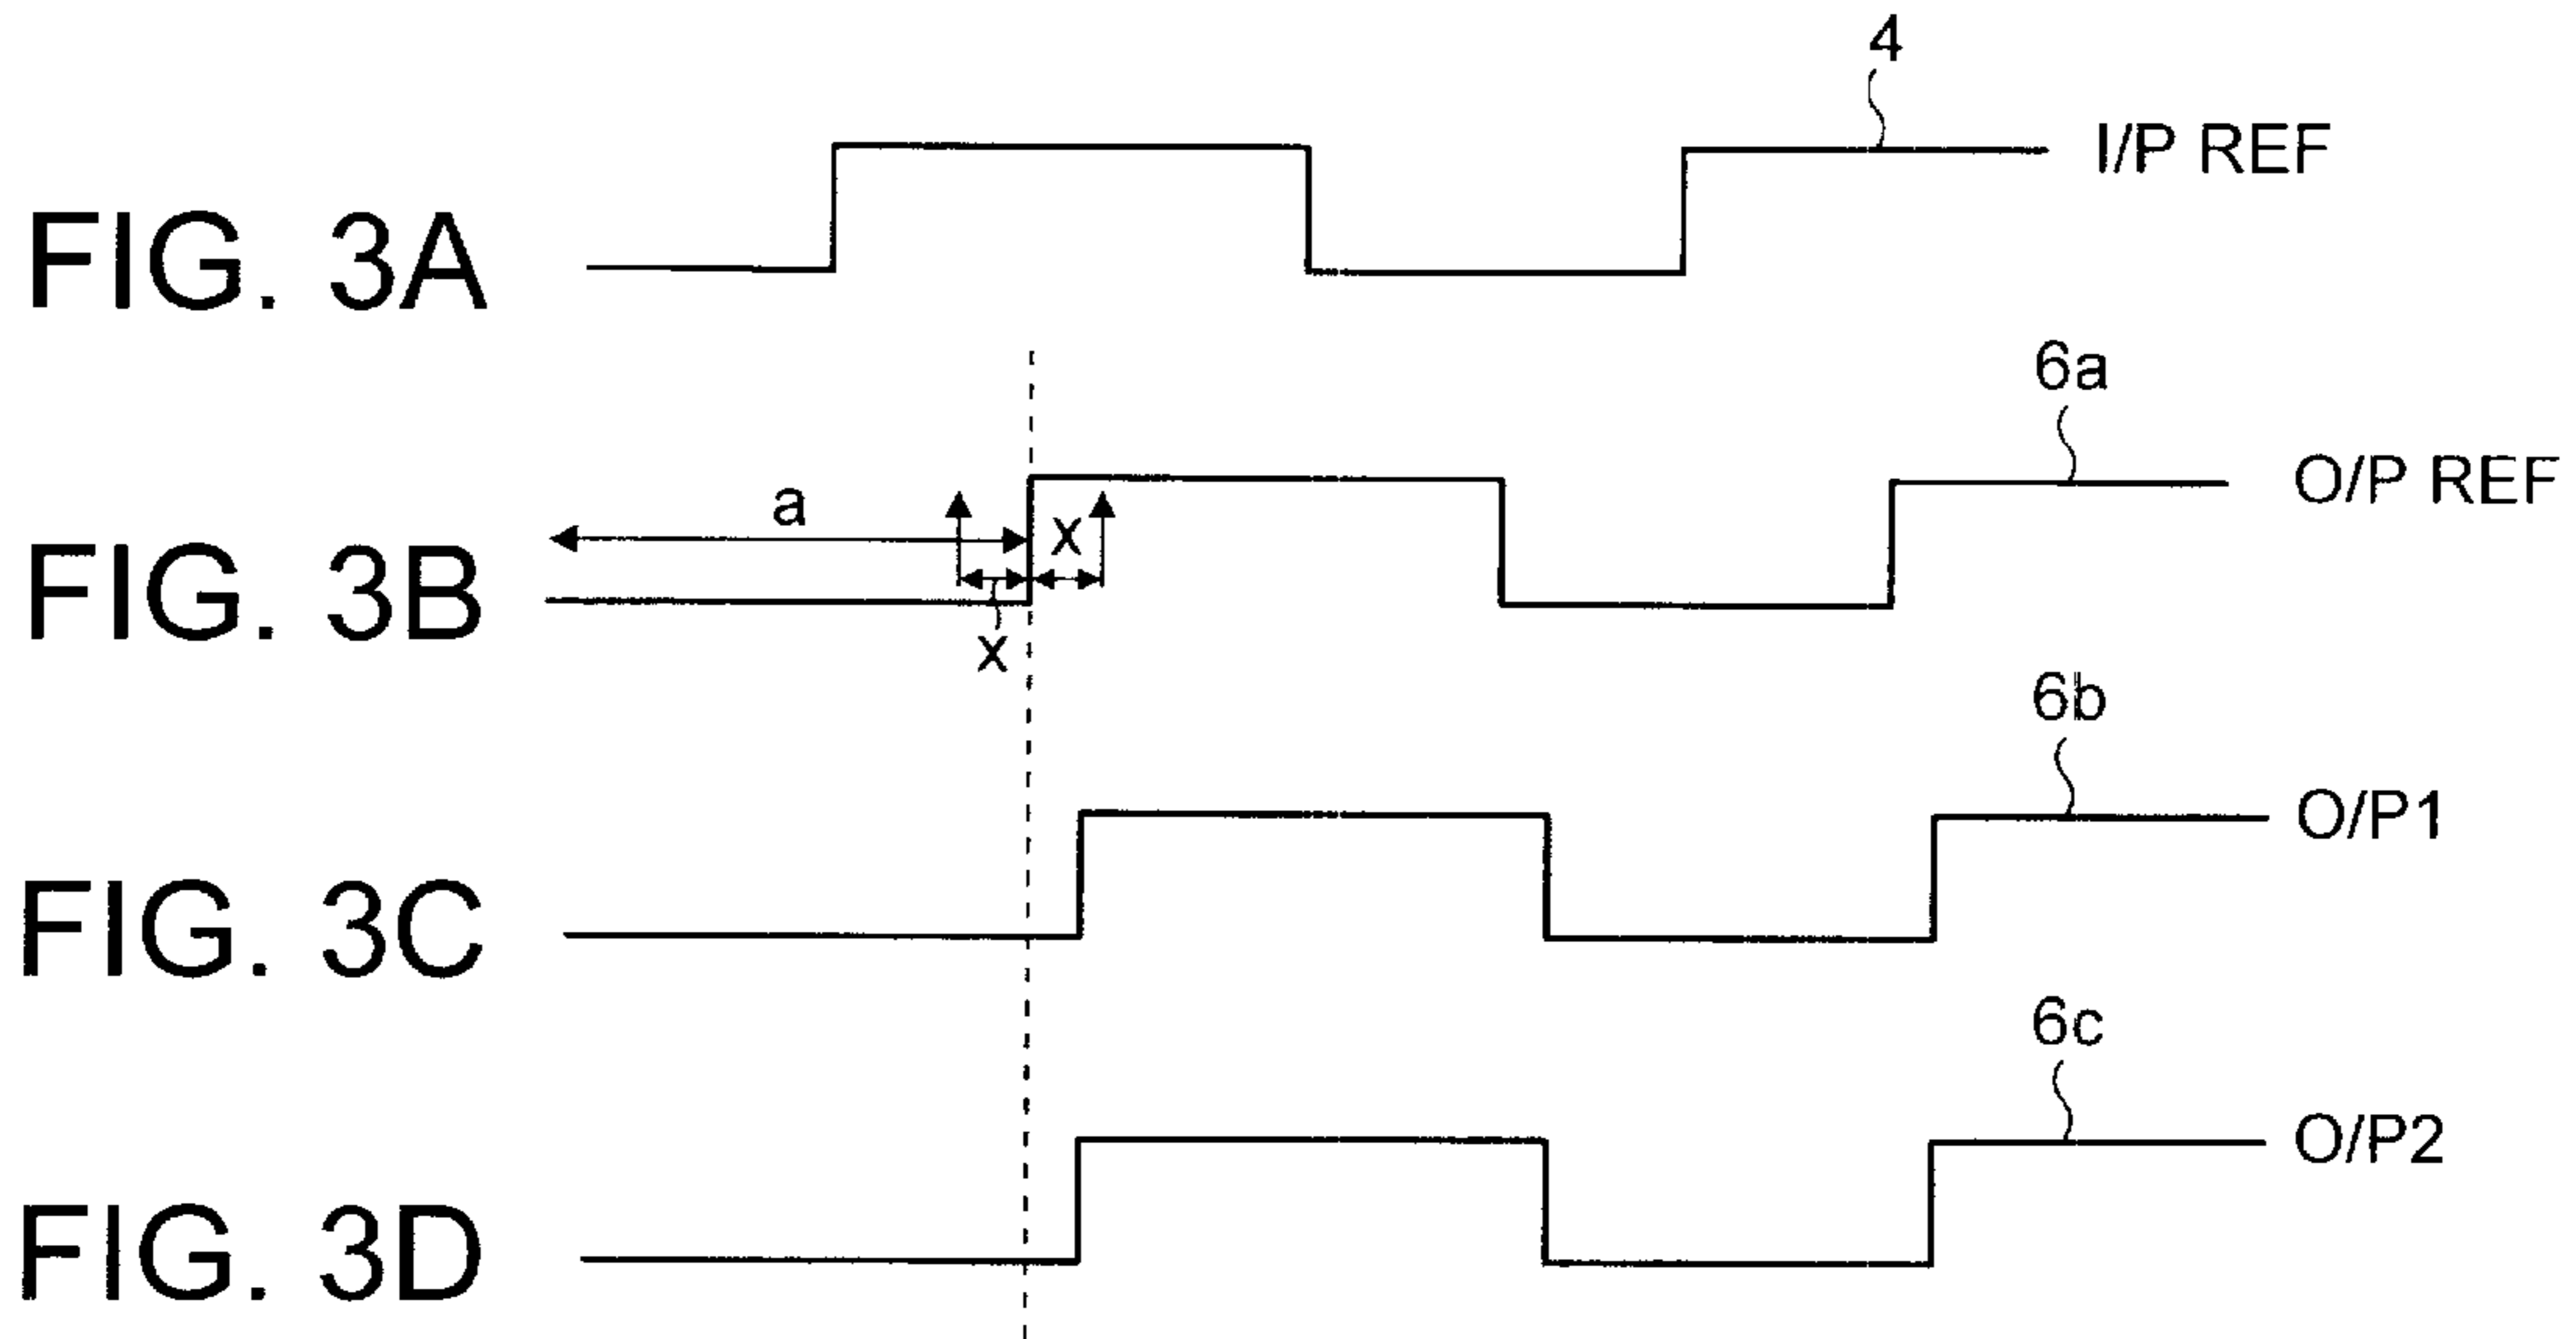 4
I/P REF
FIG. 3A
6a
O/P REF
a
x
FIG. 3B
x
6b
O/P1
FIG. 3C
6c
O/P2
FIG. 3D